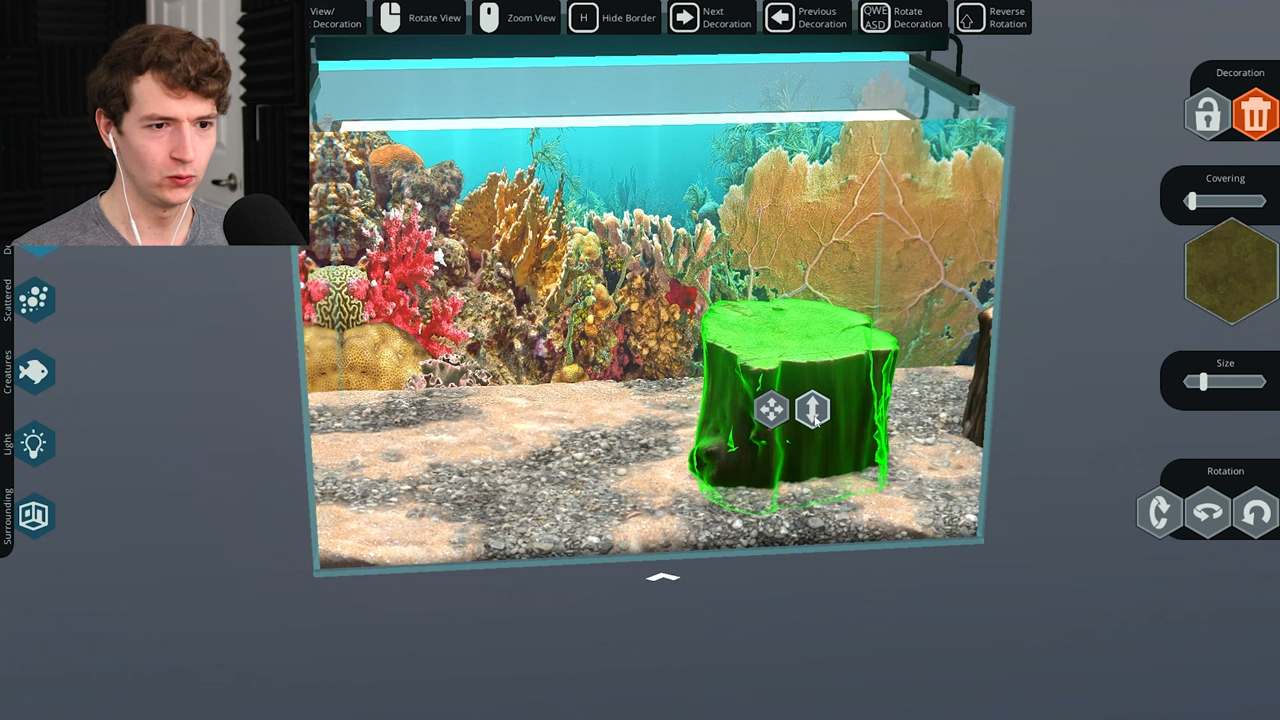 View/
Decoration
Rotate View
Zoom View
H
Hide Border
Next
Decoration
Previous
Decoration
QWE
ASD
Rotate
Decoration
Reverse
Rotation
Decoration
Covering
Size
Rotation
Scattered
Creatures
Light
Surrounding